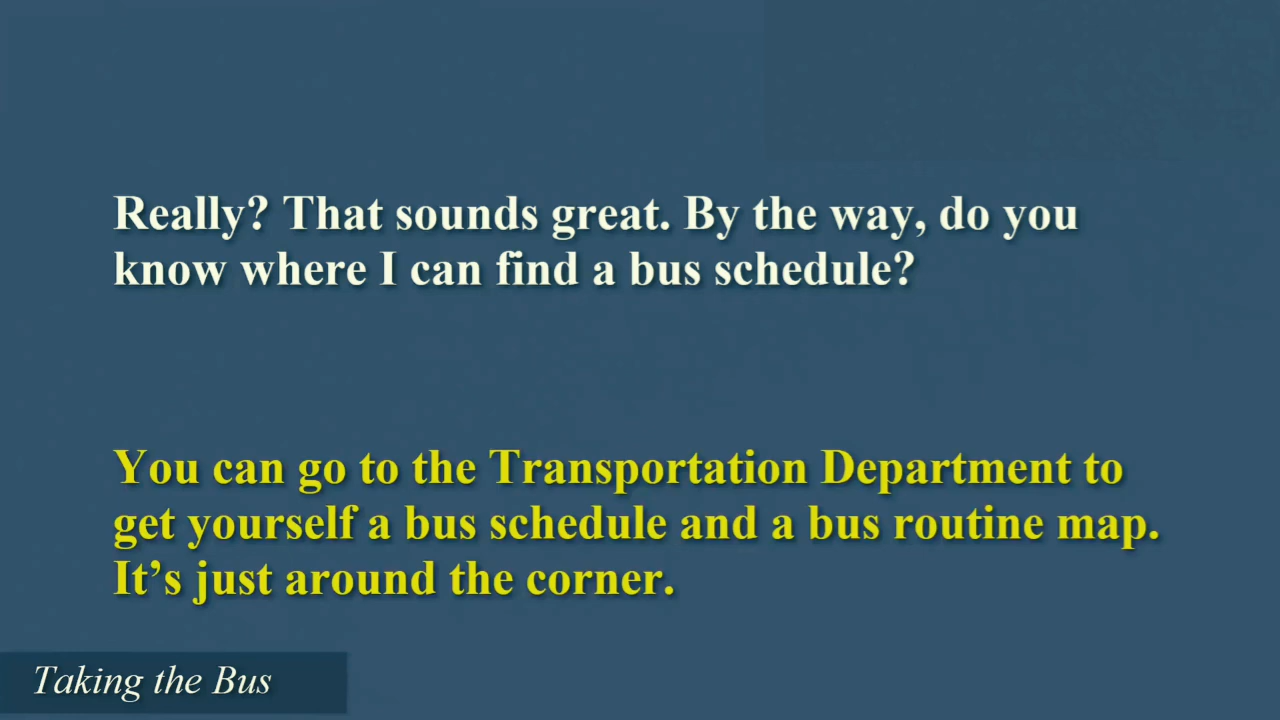 Really? That sounds great. By the way, do you
know where I can find a bus schedule?
You can go to the Transportation Department to
get yourself a bus schedule and a bus routine map.
It’s just around the corner.
Taking the Bus